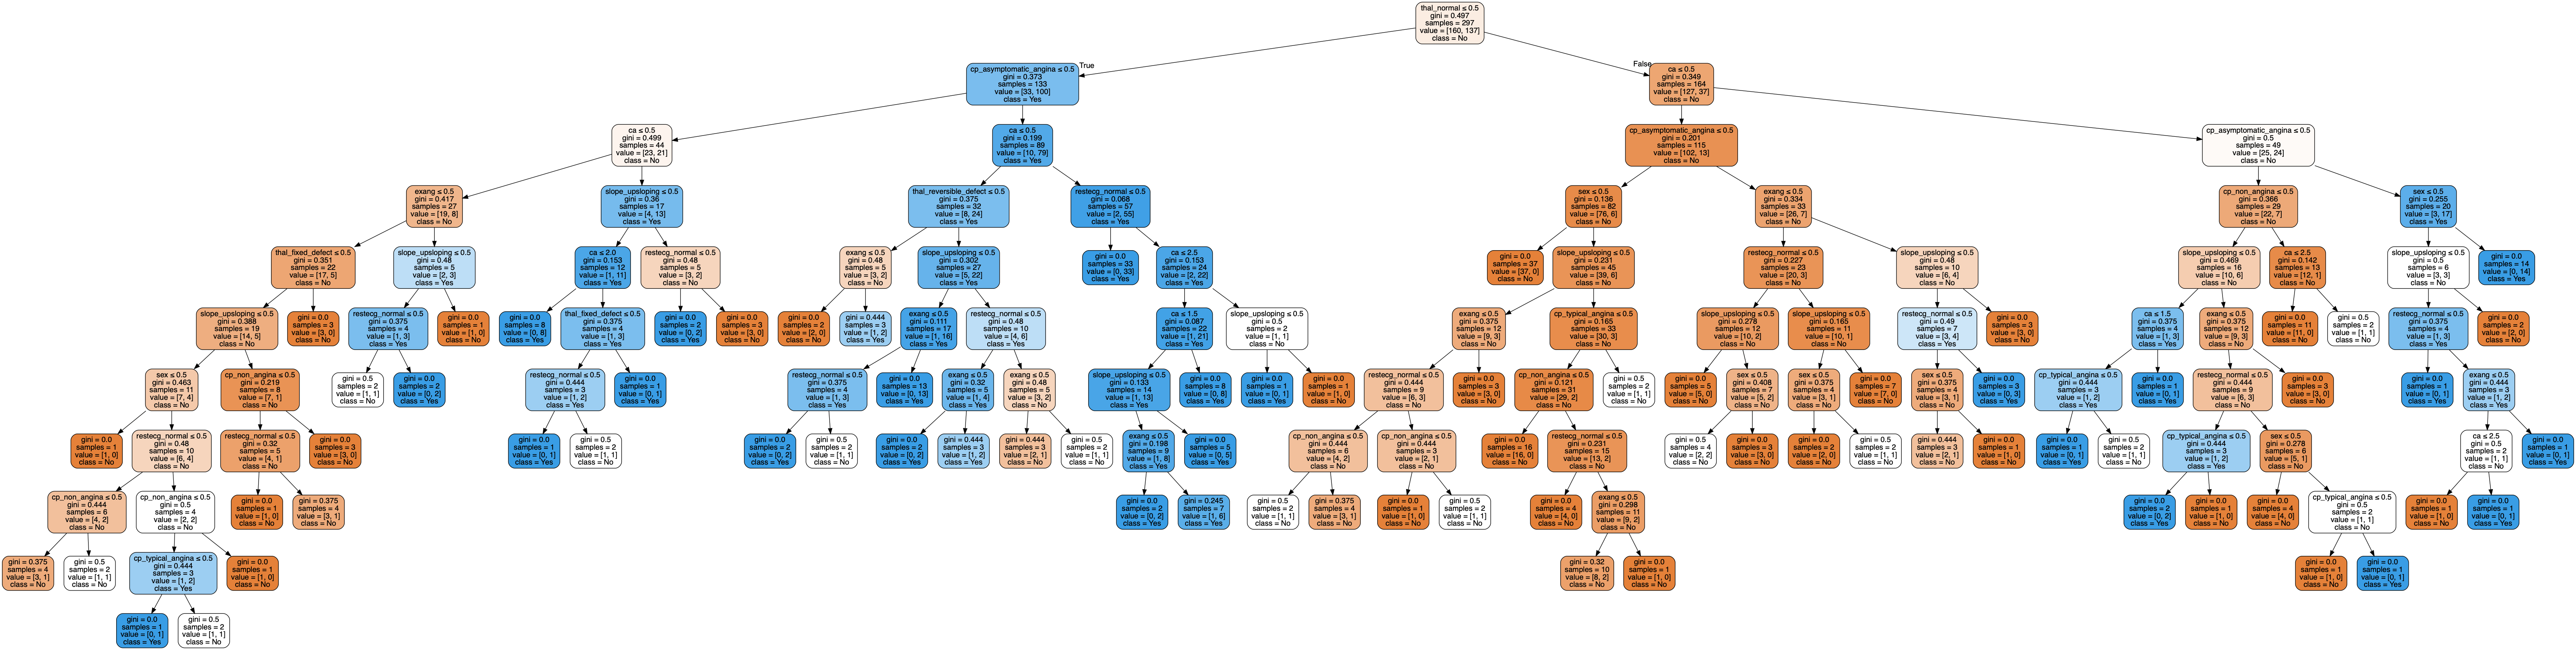 thal_normal ≤ 0.5
gini = 0.497
samples = 297
value = [160, 137]
class = No
True
False
cp_asymptomatic_angina ≤ 0.5
gini = 0.373
samples = 133
value = [33, 100]
class = Yes
ca ≤ 0.5
gini = 0.349
samples = 164
value = [127, 37]
class = No
ca ≤ 0.5
gini = 0.499
samples = 44
value = [23, 21]
class = No
ca ≤ 0.5
gini = 0.199
samples = 89
value = [10, 79]
class = Yes
cp_asymptomatic_angina ≤ 0.5
gini = 0.201
samples = 115
value = [102, 13]
class = No
cp_asymptomatic_angina ≤ 0.5
gini = 0.5
samples = 49
value = [25, 24]
class = No
exang ≤ 0.5
gini = 0.417
samples = 27
value = [19, 8]
class = No
slope_upsloping ≤ 0.5
gini = 0.36
samples = 17
value = [4, 13]
class = Yes
thal_reversible_defect ≤ 0.5
gini = 0.375
samples = 32
value = [8, 24]
class = Yes
restecg_normal ≤ 0.5
gini = 0.068
samples = 57
value = [2, 55]
class = Yes
sex ≤ 0.5
gini = 0.136
samples = 82
value = [76, 6]
class = No
exang ≤ 0.5
gini = 0.334
samples = 33
value = [26, 7]
class = No
cp_non_angina ≤ 0.5
gini = 0.366
samples = 29
value = [22, 7]
class = No
sex ≤ 0.5
gini = 0.255
samples = 20
value = [3, 17]
class = Yes
thal_fixed_defect ≤ 0.5
gini = 0.351
samples = 22
value = [17, 5]
class = No
slope_upsloping ≤ 0.5
gini = 0.48
samples = 5
value = [2, 3]
class = Yes
ca ≤ 2.0
gini = 0.153
samples = 12
value = [1, 11]
class = Yes
restecg_normal ≤ 0.5
gini = 0.48
samples = 5
value = [3, 2]
class = No
exang ≤ 0.5
gini = 0.48
samples = 5
value = [3, 2]
class = No
slope_upsloping ≤ 0.5
gini = 0.302
samples = 27
value = [5, 22]
class = Yes
gini = 0.0
samples = 33
value = [0, 33]
class = Yes
ca ≤ 2.5
gini = 0.153
samples = 24
value = [2, 22]
class = Yes
gini = 0.0
samples = 37
value = [37, 0]
class = No
slope_upsloping ≤ 0.5
gini = 0.231
samples = 45
value = [39, 6]
class = No
restecg_normal ≤ 0.5
gini = 0.227
samples = 23
value = [20, 3]
class = No
slope_upsloping ≤ 0.5
gini = 0.48
samples = 10
value = [6, 4]
class = No
slope_upsloping ≤ 0.5
gini = 0.469
samples = 16
value = [10, 6]
class = No
ca ≤ 2.5
gini = 0.142
samples = 13
value = [12, 1]
class = No
slope_upsloping ≤ 0.5
gini = 0.5
samples = 6
value = [3, 3]
class = No
gini = 0.0
samples = 14
value = [0, 14]
class = Yes
slope_upsloping ≤ 0.5
gini = 0.388
samples = 19
value = [14, 5]
class = No
gini = 0.0
samples = 3
value = [3, 0]
class = No
restecg_normal ≤ 0.5
gini = 0.375
samples = 4
value = [1, 3]
class = Yes
gini = 0.0
samples = 1
value = [1, 0]
class = No
gini = 0.0
samples = 8
value = [0, 8]
class = Yes
thal_fixed_defect ≤ 0.5
gini = 0.375
samples = 4
value = [1, 3]
class = Yes
gini = 0.0
samples = 2
value = [0, 2]
class = Yes
gini = 0.0
samples = 3
value = [3, 0]
class = No
gini = 0.0
samples = 2
value = [2, 0]
class = No
gini = 0.444
samples = 3
value = [1, 2]
class = Yes
exang ≤ 0.5
gini = 0.111
samples = 17
value = [1, 16]
class = Yes
restecg_normal ≤ 0.5
gini = 0.48
samples = 10
value = [4, 6]
class = Yes
ca ≤ 1.5
gini = 0.087
samples = 22
value = [1, 21]
class = Yes
slope_upsloping ≤ 0.5
gini = 0.5
samples = 2
value = [1, 1]
class = No
exang ≤ 0.5
gini = 0.375
samples = 12
value = [9, 3]
class = No
cp_typical_angina ≤ 0.5
gini = 0.165
samples = 33
value = [30, 3]
class = No
slope_upsloping ≤ 0.5
gini = 0.278
samples = 12
value = [10, 2]
class = No
slope_upsloping ≤ 0.5
gini = 0.165
samples = 11
value = [10, 1]
class = No
restecg_normal ≤ 0.5
gini = 0.49
samples = 7
value = [3, 4]
class = Yes
gini = 0.0
samples = 3
value = [3, 0]
class = No
ca ≤ 1.5
gini = 0.375
samples = 4
value = [1, 3]
class = Yes
exang ≤ 0.5
gini = 0.375
samples = 12
value = [9, 3]
class = No
gini = 0.0
samples = 11
value = [11, 0]
class = No
gini = 0.5
samples = 2
value = [1, 1]
class = No
restecg_normal ≤ 0.5
gini = 0.375
samples = 4
value = [1, 3]
class = Yes
gini = 0.0
samples = 2
value = [2, 0]
class = No
sex ≤ 0.5
gini = 0.463
samples = 11
value = [7, 4]
class = No
cp_non_angina ≤ 0.5
gini = 0.219
samples = 8
value = [7, 1]
class = No
gini = 0.5
samples = 2
value = [1, 1]
class = No
gini = 0.0
samples = 2
value = [0, 2]
class = Yes
restecg_normal ≤ 0.5
gini = 0.444
samples = 3
value = [1, 2]
class = Yes
gini = 0.0
samples = 1
value = [0, 1]
class = Yes
restecg_normal ≤ 0.5
gini = 0.375
samples = 4
value = [1, 3]
class = Yes
gini = 0.0
samples = 13
value = [0, 13]
class = Yes
exang ≤ 0.5
gini = 0.32
samples = 5
value = [1, 4]
class = Yes
exang ≤ 0.5
gini = 0.48
samples = 5
value = [3, 2]
class = No
slope_upsloping ≤ 0.5
gini = 0.133
samples = 14
value = [1, 13]
class = Yes
gini = 0.0
samples = 8
value = [0, 8]
class = Yes
gini = 0.0
samples = 1
value = [0, 1]
class = Yes
gini = 0.0
samples = 1
value = [1, 0]
class = No
restecg_normal ≤ 0.5
gini = 0.444
samples = 9
value = [6, 3]
class = No
gini = 0.0
samples = 3
value = [3, 0]
class = No
cp_non_angina ≤ 0.5
gini = 0.121
samples = 31
value = [29, 2]
class = No
gini = 0.5
samples = 2
value = [1, 1]
class = No
gini = 0.0
samples = 5
value = [5, 0]
class = No
sex ≤ 0.5
gini = 0.408
samples = 7
value = [5, 2]
class = No
sex ≤ 0.5
gini = 0.375
samples = 4
value = [3, 1]
class = No
gini = 0.0
samples = 7
value = [7, 0]
class = No
sex ≤ 0.5
gini = 0.375
samples = 4
value = [3, 1]
class = No
gini = 0.0
samples = 3
value = [0, 3]
class = Yes
cp_typical_angina ≤ 0.5
gini = 0.444
samples = 3
value = [1, 2]
class = Yes
gini = 0.0
samples = 1
value = [0, 1]
class = Yes
restecg_normal ≤ 0.5
gini = 0.444
samples = 9
value = [6, 3]
class = No
gini = 0.0
samples = 3
value = [3, 0]
class = No
gini = 0.0
samples = 1
value = [0, 1]
class = Yes
exang ≤ 0.5
gini = 0.444
samples = 3
value = [1, 2]
class = Yes
gini = 0.0
samples = 1
value = [1, 0]
class = No
restecg_normal ≤ 0.5
gini = 0.48
samples = 10
value = [6, 4]
class = No
restecg_normal ≤ 0.5
gini = 0.32
samples = 5
value = [4, 1]
class = No
gini = 0.0
samples = 3
value = [3, 0]
class = No
gini = 0.0
samples = 1
value = [0, 1]
class = Yes
gini = 0.5
samples = 2
value = [1, 1]
class = No
gini = 0.0
samples = 2
value = [0, 2]
class = Yes
gini = 0.5
samples = 2
value = [1, 1]
class = No
gini = 0.0
samples = 2
value = [0, 2]
class = Yes
gini = 0.444
samples = 3
value = [1, 2]
class = Yes
gini = 0.444
samples = 3
value = [2, 1]
class = No
gini = 0.5
samples = 2
value = [1, 1]
class = No
exang ≤ 0.5
gini = 0.198
samples = 9
value = [1, 8]
class = Yes
gini = 0.0
samples = 5
value = [0, 5]
class = Yes
cp_non_angina ≤ 0.5
gini = 0.444
samples = 6
value = [4, 2]
class = No
cp_non_angina ≤ 0.5
gini = 0.444
samples = 3
value = [2, 1]
class = No
gini = 0.0
samples = 16
value = [16, 0]
class = No
restecg_normal ≤ 0.5
gini = 0.231
samples = 15
value = [13, 2]
class = No
gini = 0.5
samples = 4
value = [2, 2]
class = No
gini = 0.0
samples = 3
value = [3, 0]
class = No
gini = 0.0
samples = 2
value = [2, 0]
class = No
gini = 0.5
samples = 2
value = [1, 1]
class = No
gini = 0.444
samples = 3
value = [2, 1]
class = No
gini = 0.0
samples = 1
value = [1, 0]
class = No
gini = 0.0
samples = 1
value = [0, 1]
class = Yes
gini = 0.5
samples = 2
value = [1, 1]
class = No
cp_typical_angina ≤ 0.5
gini = 0.444
samples = 3
value = [1, 2]
class = Yes
sex ≤ 0.5
gini = 0.278
samples = 6
value = [5, 1]
class = No
ca ≤ 2.5
gini = 0.5
samples = 2
value = [1, 1]
class = No
gini = 0.0
samples = 1
value = [0, 1]
class = Yes
cp_non_angina ≤ 0.5
gini = 0.444
samples = 6
value = [4, 2]
class = No
cp_non_angina ≤ 0.5
gini = 0.5
samples = 4
value = [2, 2]
class = No
gini = 0.0
samples = 1
value = [1, 0]
class = No
gini = 0.375
samples = 4
value = [3, 1]
class = No
gini = 0.0
samples = 2
value = [0, 2]
class = Yes
gini = 0.245
samples = 7
value = [1, 6]
class = Yes
gini = 0.5
samples = 2
value = [1, 1]
class = No
gini = 0.375
samples = 4
value = [3, 1]
class = No
gini = 0.0
samples = 1
value = [1, 0]
class = No
gini = 0.5
samples = 2
value = [1, 1]
class = No
gini = 0.0
samples = 4
value = [4, 0]
class = No
exang ≤ 0.5
gini = 0.298
samples = 11
value = [9, 2]
class = No
gini = 0.0
samples = 2
value = [0, 2]
class = Yes
gini = 0.0
samples = 1
value = [1, 0]
class = No
gini = 0.0
samples = 4
value = [4, 0]
class = No
cp_typical_angina ≤ 0.5
gini = 0.5
samples = 2
value = [1, 1]
class = No
gini = 0.0
samples = 1
value = [1, 0]
class = No
gini = 0.0
samples = 1
value = [0, 1]
class = Yes
gini = 0.375
samples = 4
value = [3, 1]
class = No
gini = 0.5
samples = 2
value = [1, 1]
class = No
cp_typical_angina ≤ 0.5
gini = 0.444
samples = 3
value = [1, 2]
class = Yes
gini = 0.0
samples = 1
value = [1, 0]
class = No
gini = 0.32
samples = 10
value = [8, 2]
class = No
gini = 0.0
samples = 1
value = [1, 0]
class = No
gini = 0.0
samples = 1
value = [1, 0]
class = No
gini = 0.0
samples = 1
value = [0, 1]
class = Yes
gini = 0.0
samples = 1
value = [0, 1]
class = Yes
gini = 0.5
samples = 2
value = [1, 1]
class = No